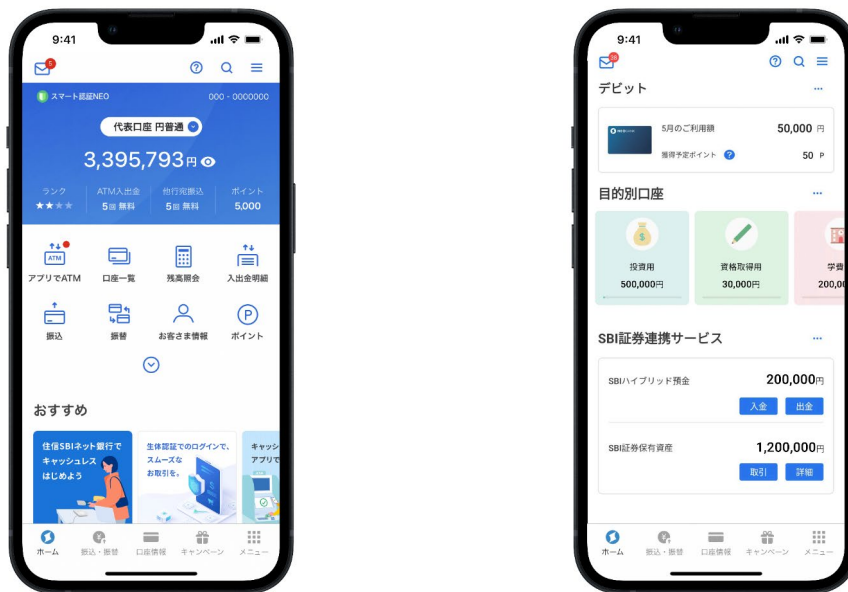 9:41
5
スマート認証NEO
000 - 0000000
代表口座 円普通
3,395,793円
ランク
ATM入出金
他行宛振込
ポイント
★★★★
5回 無料
5回 無料
5,000
ATM
アプリでATM
口座一覧
残高照会
入出金明細
振込
振替
お客さま情報
P
ポイント
おすすめ
住信SBIネット銀行で
キャッシュレス
はじめよう
生体認証でのログインで、
スムーズな
お取引を。
キャッシ
アプリで
ホーム
振込・振替
口座情報
キャンペーン
メニュー
9:41
デビット
5月のご利用額
50,000 円
獲得予定ポイント
50 P
目的別口座
投資用
500,000円
資格取得用
30,000円
学費
200,00
SBI証券連携サービス
SBIハイブリッド預金
200,000円
入金
出金
SBI証券保有資産
1,200,000円
取引
詳細
ホーム
振込・振替
口座情報
キャンペーン
メニュー